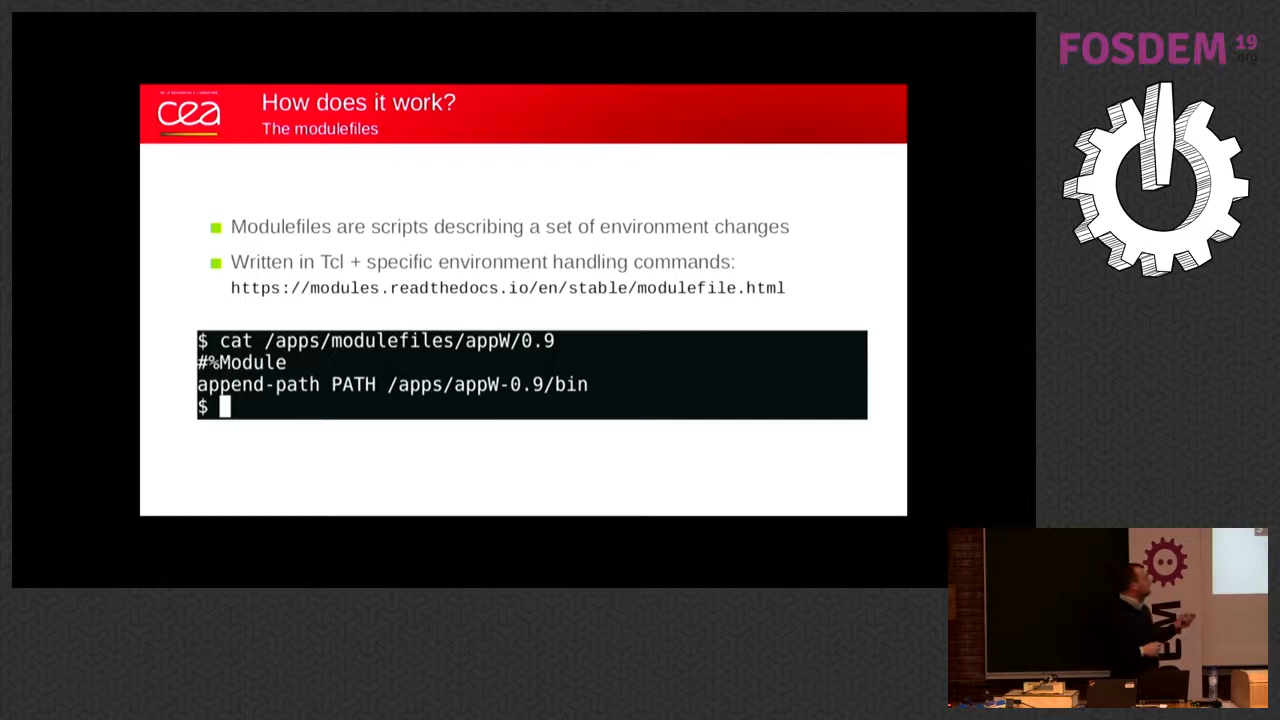 FOSDEM 19
.org
cea
How does it work?
The modulefiles
Modulefiles are scripts describing a set of environment changes
Written in Tcl + specific environment handling commands:
https://modules.readthedocs.io/en/stable/modulefile.html
$ cat /apps/modulefiles/appW/0.9
#%Module
append-path PATH /apps/appW-0.9/bin
$
EM